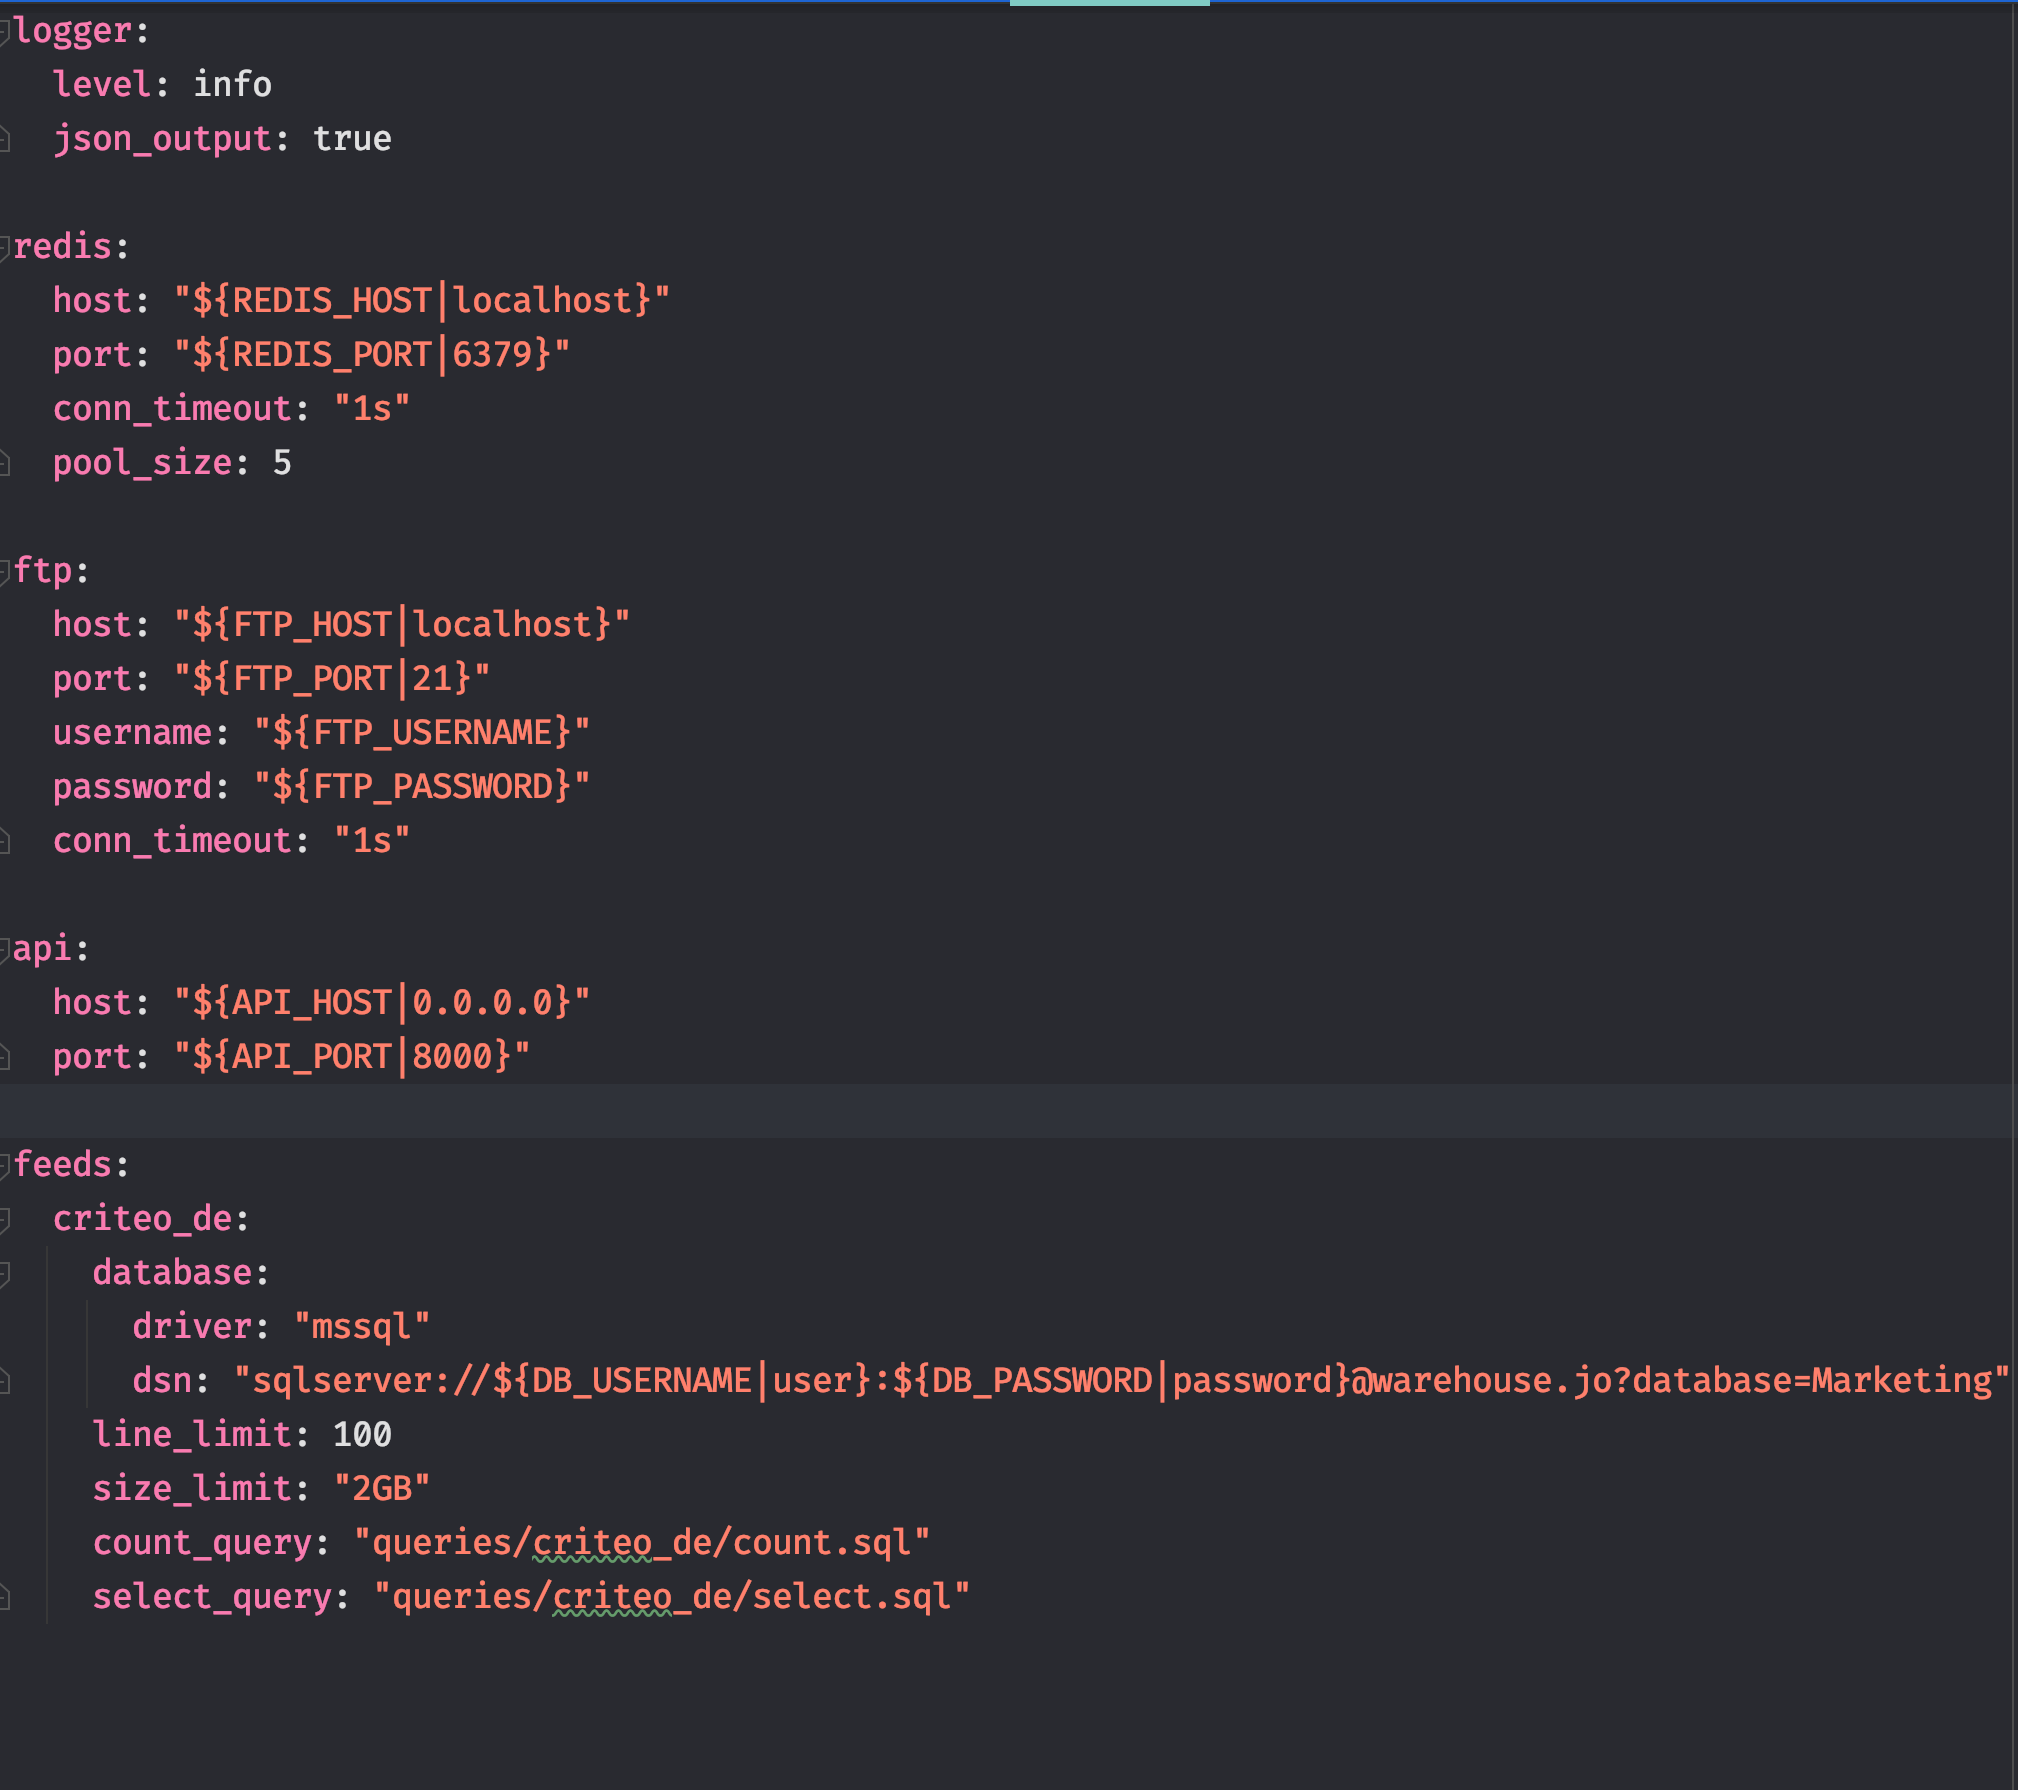 logger:
  level: info
  json_output: true

redis:
  host: "${REDIS_HOST|localhost}"
  port: "${REDIS_PORT|6379}"
  conn_timeout: "1s"
  pool_size: 5

ftp:
  host: "${FTP_HOST|localhost}"
  port: "${FTP_PORT|21}"
  username: "${FTP_USERNAME}"
  password: "${FTP_PASSWORD}"
  conn_timeout: "1s"

api:
  host: "${API_HOST|0.0.0.0}"
  port: "${API_PORT|8000}"

feeds:
  criteo_de:
    database:
      driver: "mssql"
      dsn: "sqlserver://${DB_USERNAME|user}:${DB_PASSWORD|password}@warehouse.jo?database=Marketing"
    line_limit: 100
    size_limit: "2GB"
    count_query: "queries/criteo_de/count.sql"
    select_query: "queries/criteo_de/select.sql"